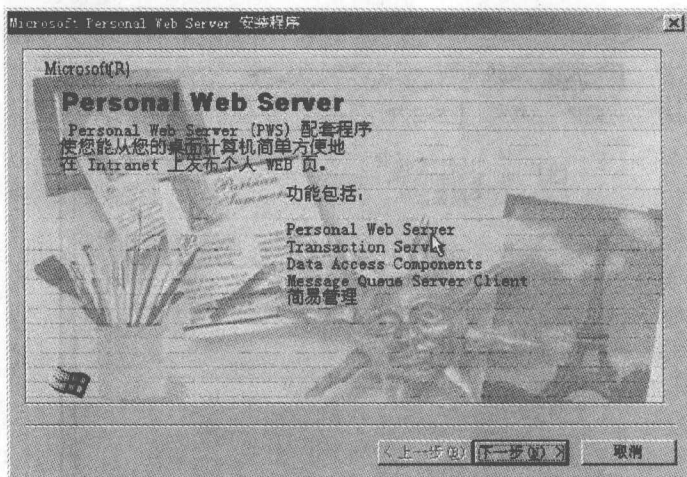 Microsoft Personal Web Server 安装程序
Microsoft(R)
Personal Web Server
Personal Web Server (PWS) 配套程序
使您能从您的桌面计算机简单方便地
在 Intranet 上发布个人 WEB 页。
功能包括:
Personal Web Server
Transaction Server
Data Access Components
Message Queue Server Client
简易管理
< 上一步(B)
下一步(N) >
取消